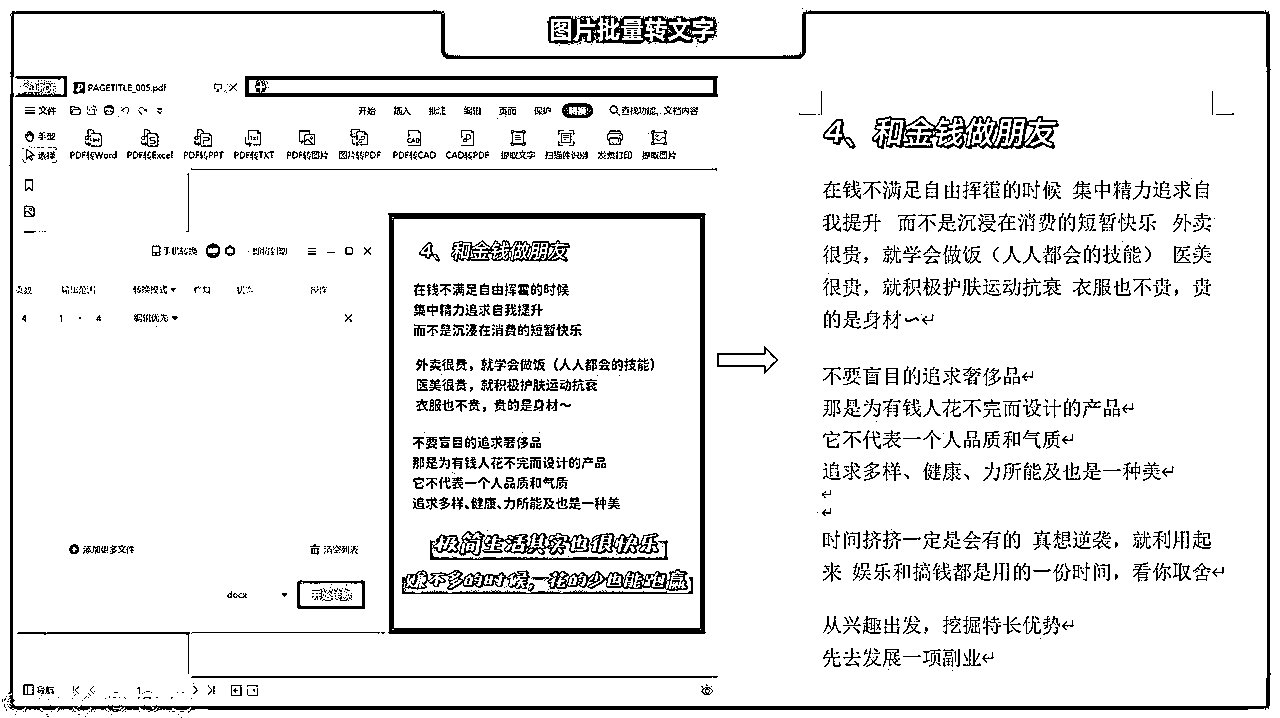 图片批量转文字
PAGETITLE_005.pdf
文件
开始 插入 批注 编辑 页面 保护 转换 查找功能、文档内容
手型
选择
PDF转Word PDF转Excel PDF转PPT PDF转TXT PDF转图片 图片转PDF PDF转CAD CAD转PDF 提取文字 扫描件识别 发票打印 提取图片
手机转换
页数 输出范围 转换模式 状态 操作
4 1 - 4 编辑优先
添加更多文件 清空列表
docx 开始转换
导航
4、和金钱做朋友
在钱不满足自由挥霍的时候
集中精力追求自我提升
而不是沉浸在消费的短暂快乐
外卖很贵，就学会做饭（人人都会的技能）
医美很贵，就积极护肤运动抗衰
衣服也不贵，贵的是身材～
不要盲目的追求奢侈品
那是为有钱人花不完而设计的产品
它不代表一个人品质和气质
追求多样、健康、力所能及也是一种美
极简生活其实也很快乐
赚不多的时候，花的少也能跑赢
4、和金钱做朋友
在钱不满足自由挥霍的时候 集中精力追求自
我提升 而不是沉浸在消费的短暂快乐 外卖
很贵，就学会做饭（人人都会的技能） 医美
很贵，就积极护肤运动抗衰 衣服也不贵，贵
的是身材～
不要盲目的追求奢侈品
那是为有钱人花不完而设计的产品
它不代表一个人品质和气质
追求多样、健康、力所能及也是一种美
时间挤挤一定是会有的 真想逆袭，就利用起
来 娱乐和搞钱都是用的一份时间，看你取舍
从兴趣出发，挖掘特长优势
先去发展一项副业